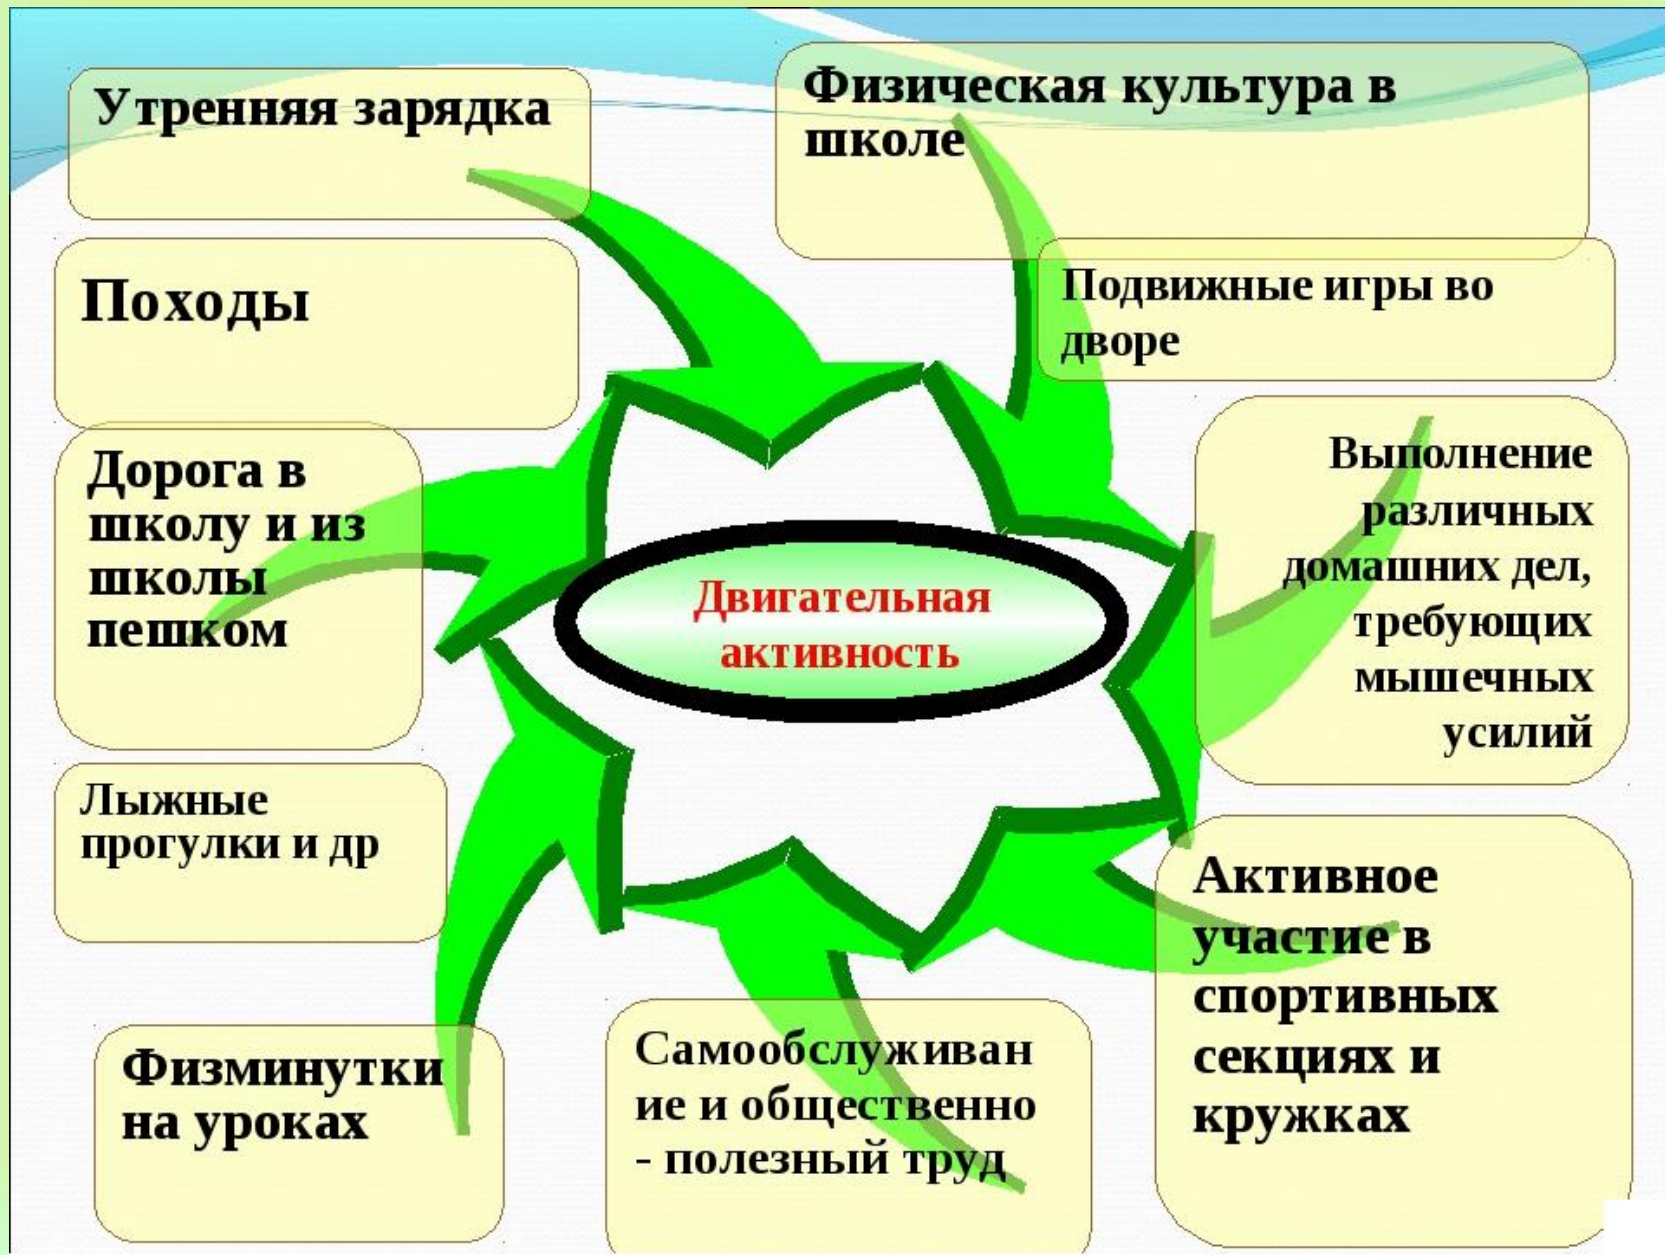 Утренняя зарядка
Физическая культура в
школе
Походы
Подвижные игры во
дворе
Дорога в
школу и из
школы
пешком
Выполнение
различных
домашних дел,
требующих
мышечных
усилий
Двигательная
активность
Лыжные
прогулки и др
Активное
участие в
спортивных
секциях и
кружках
Физминутки
на уроках
Самообслуживан
ие и общественно
- полезный труд